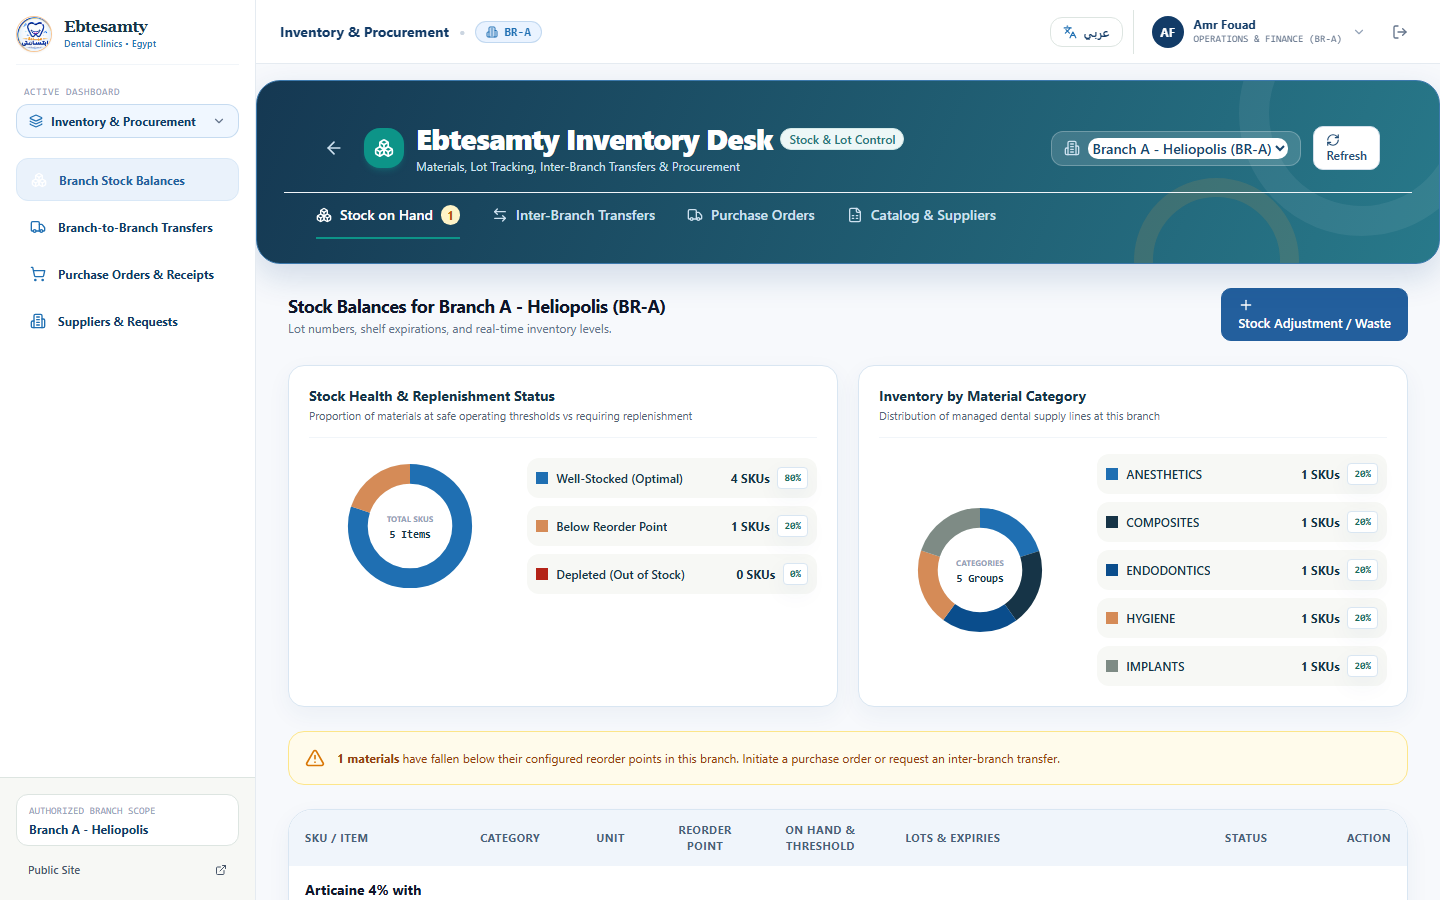 Ebtesamty
Dental Clinics • Egypt
ACTIVE DASHBOARD
Inventory & Procurement
Branch Stock Balances
Branch-to-Branch Transfers
Purchase Orders & Receipts
Suppliers & Requests
AUTHORIZED BRANCH SCOPE
Branch A - Heliopolis
Public Site
Inventory & Procurement
BR-A
عربي
AF
Amr Fouad
OPERATIONS & FINANCE (BR-A)
Ebtesamty Inventory Desk
Stock & Lot Control
Materials, Lot Tracking, Inter-Branch Transfers & Procurement
Branch A - Heliopolis (BR-A)
Refresh
Stock on Hand 1
Inter-Branch Transfers
Purchase Orders
Catalog & Suppliers
Stock Balances for Branch A - Heliopolis (BR-A)
Lot numbers, shelf expirations, and real-time inventory levels.
Stock Adjustment / Waste
Stock Health & Replenishment Status
Proportion of materials at safe operating thresholds vs requiring replenishment
TOTAL SKUS
5 Items
Well-Stocked (Optimal) 4 SKUs 80%
Below Reorder Point 1 SKUs 20%
Depleted (Out of Stock) 0 SKUs 0%
Inventory by Material Category
Distribution of managed dental supply lines at this branch
CATEGORIES
5 Groups
ANESTHETICS 1 SKUs 20%
COMPOSITES 1 SKUs 20%
ENDODONTICS 1 SKUs 20%
HYGIENE 1 SKUs 20%
IMPLANTS 1 SKUs 20%
1 materials have fallen below their configured reorder points in this branch. Initiate a purchase order or request an inter-branch transfer.
SKU / ITEM
CATEGORY
UNIT
REORDER
POINT
ON HAND &
THRESHOLD
LOTS & EXPIRIES
STATUS
ACTION
Articaine 4% with